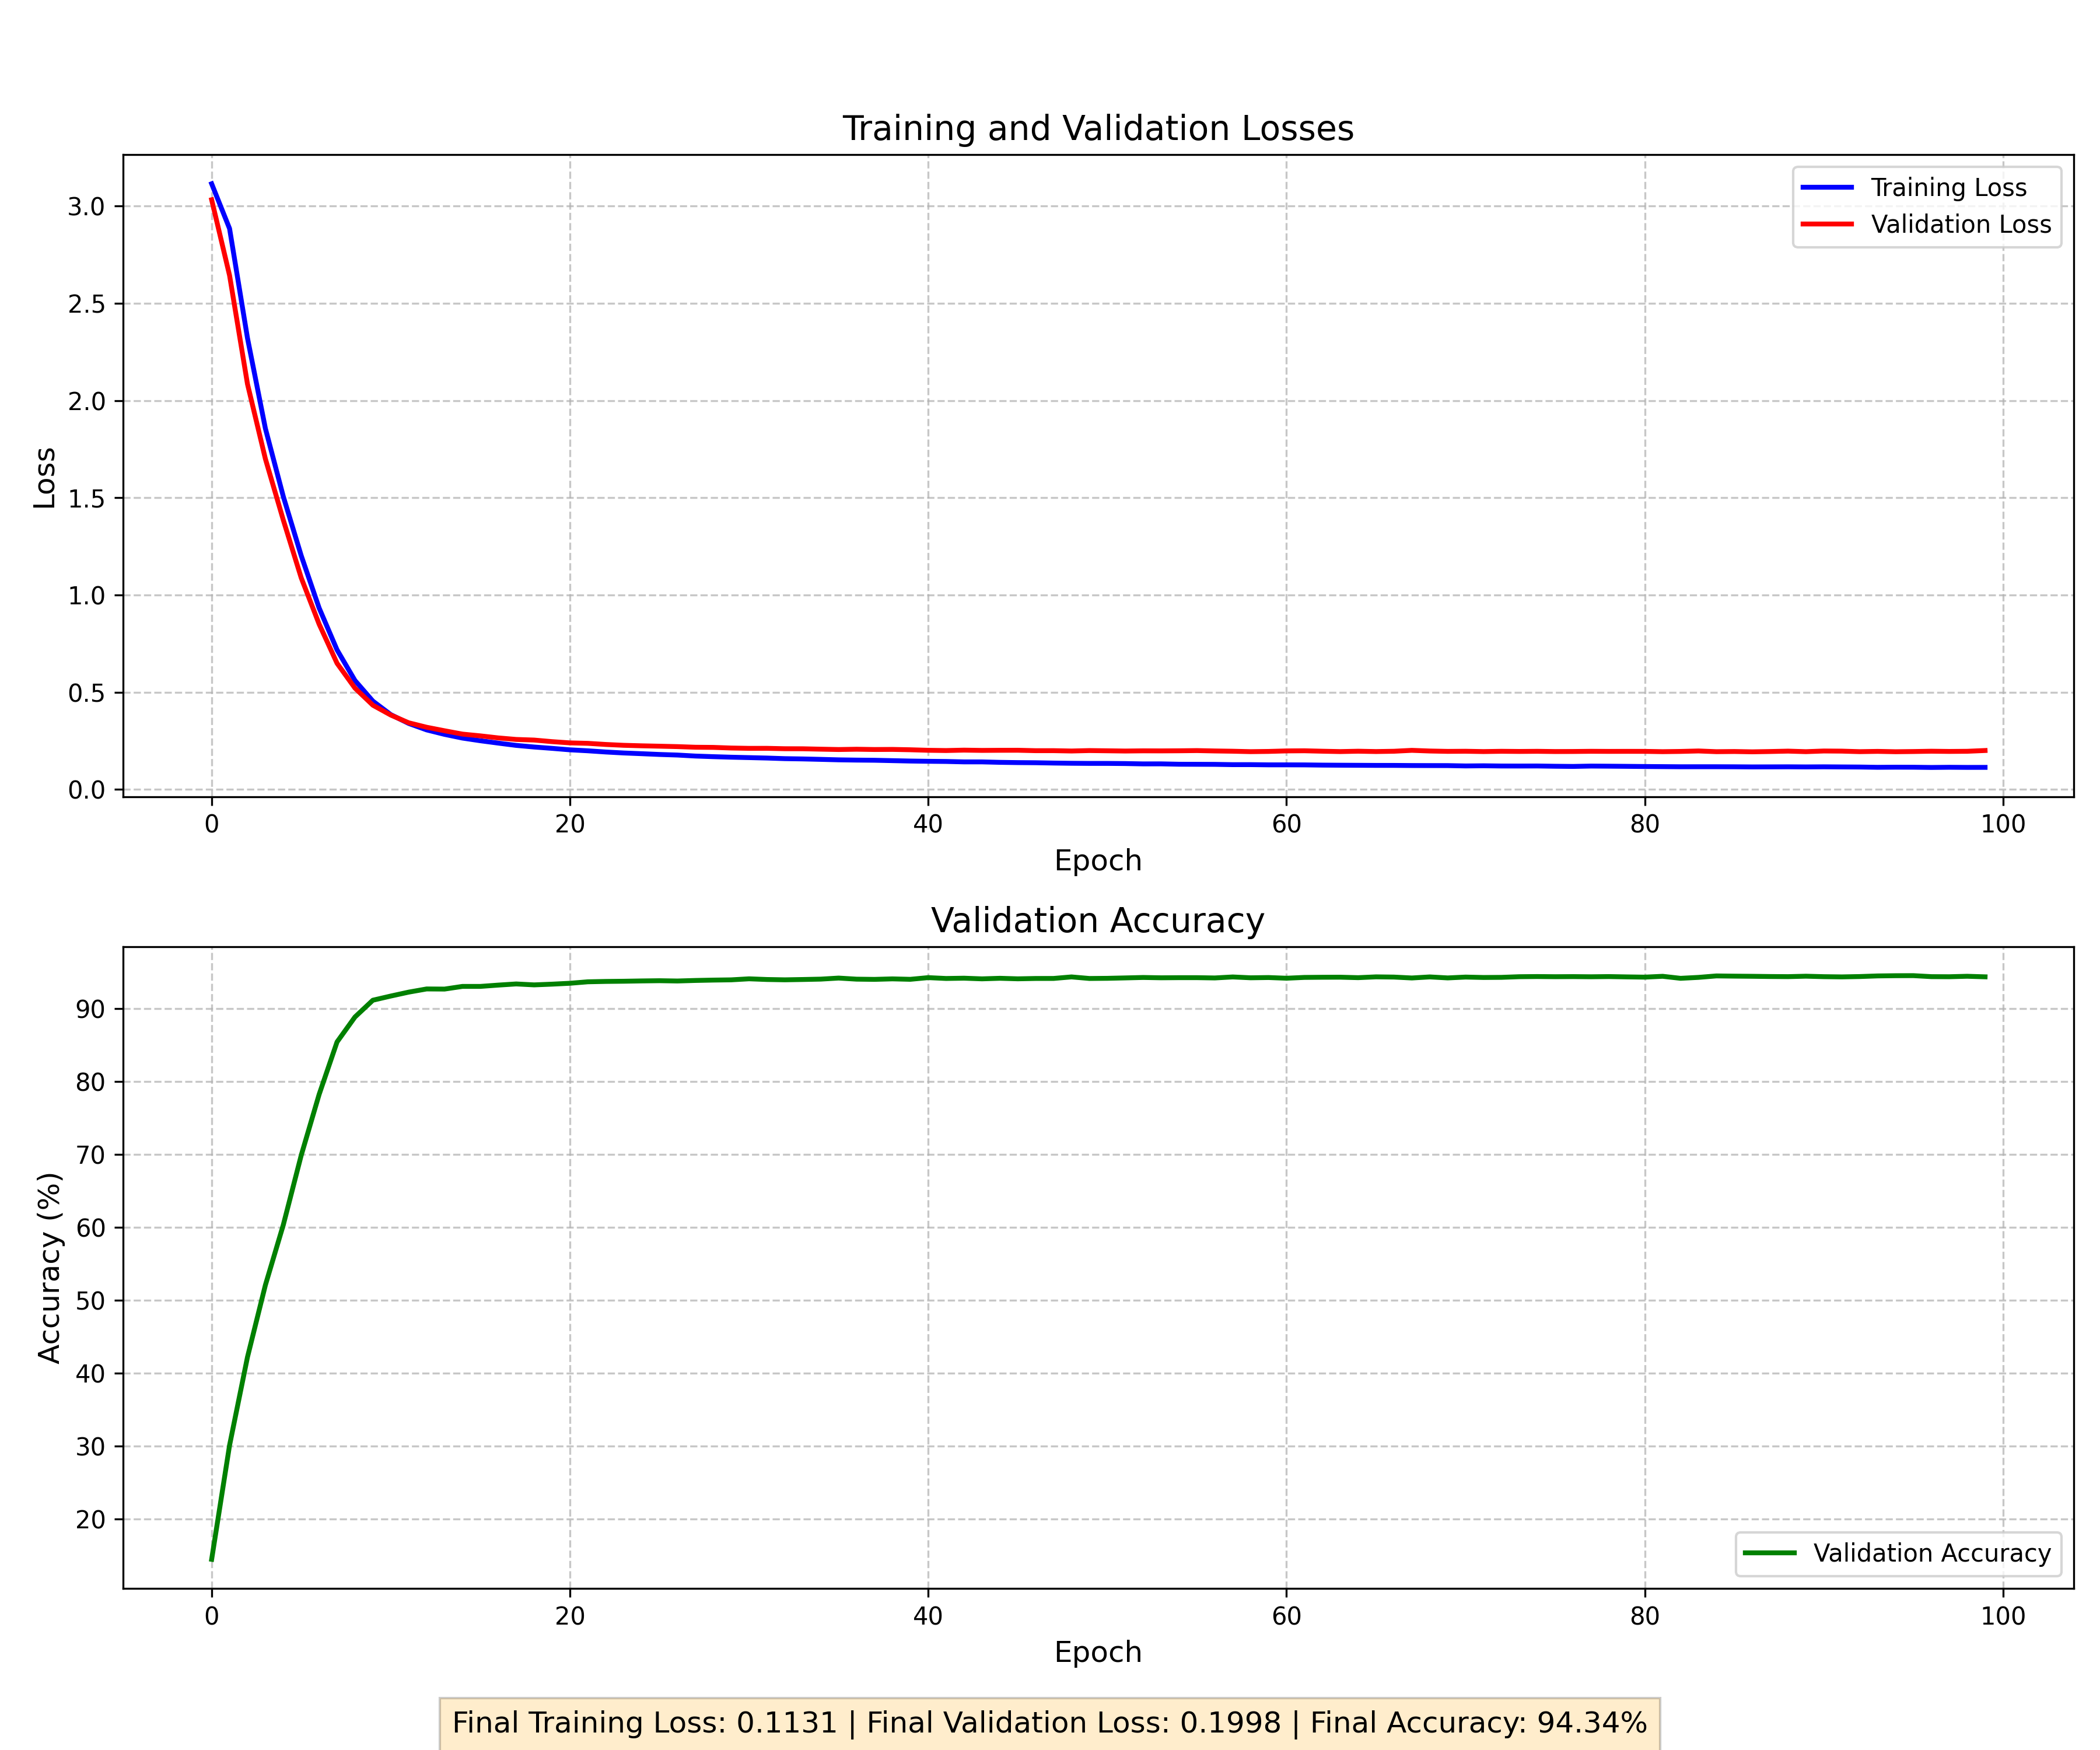 Training and Validation Losses
Training Loss
Validation Loss
3.0
2.5
2.0
1.5
1.0
0.5
0.0
Loss
0 20 40 60 80 100
Epoch
Validation Accuracy
90
80
70
60
50
40
30
20
Accuracy (%)
Validation Accuracy
0 20 40 60 80 100
Epoch
Final Training Loss: 0.1131 | Final Validation Loss: 0.1998 | Final Accuracy: 94.34%